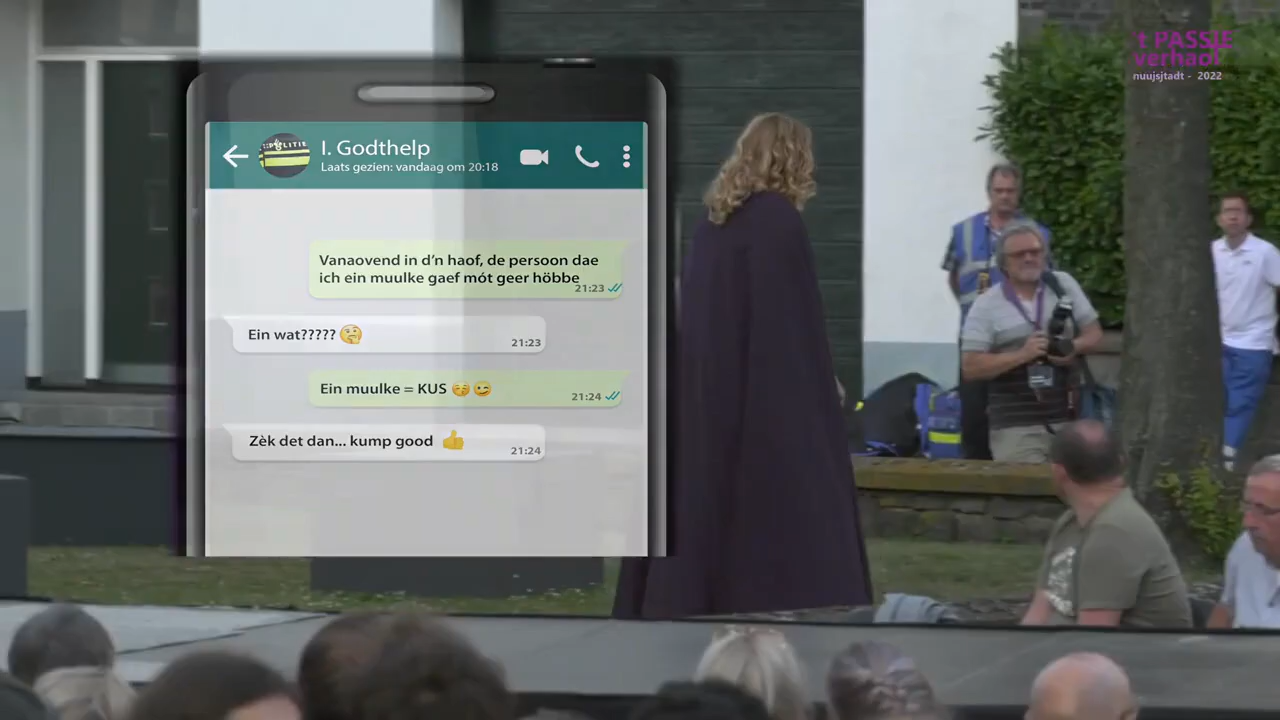 't PASSIE
verhaol
nuujsjtadt - 2022
POLITIE
I. Godthelp
Laats gezien: vandaag om 20:18
Vanaovend in d'n haof, de persoon dae
ich ein muulke gaef mót geer höbbe
21:23
Ein wat????? 🤔
21:23
Ein muulke = KUS 😚😉
21:24
Zèk det dan... kump good 👍
21:24